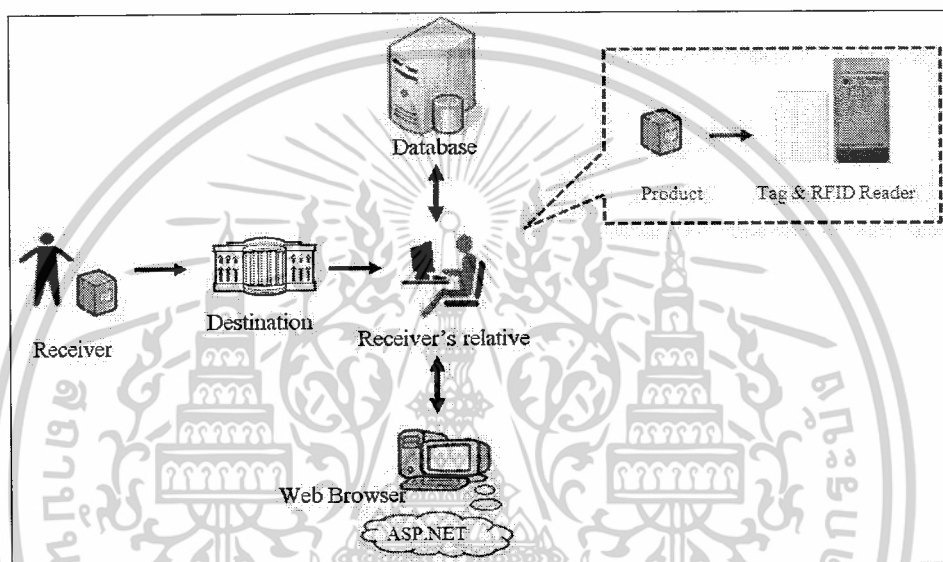 Database
Product
Tag & RFID Reader
Receiver
Destination
Receiver's relative
Web Browser
ASP.NET